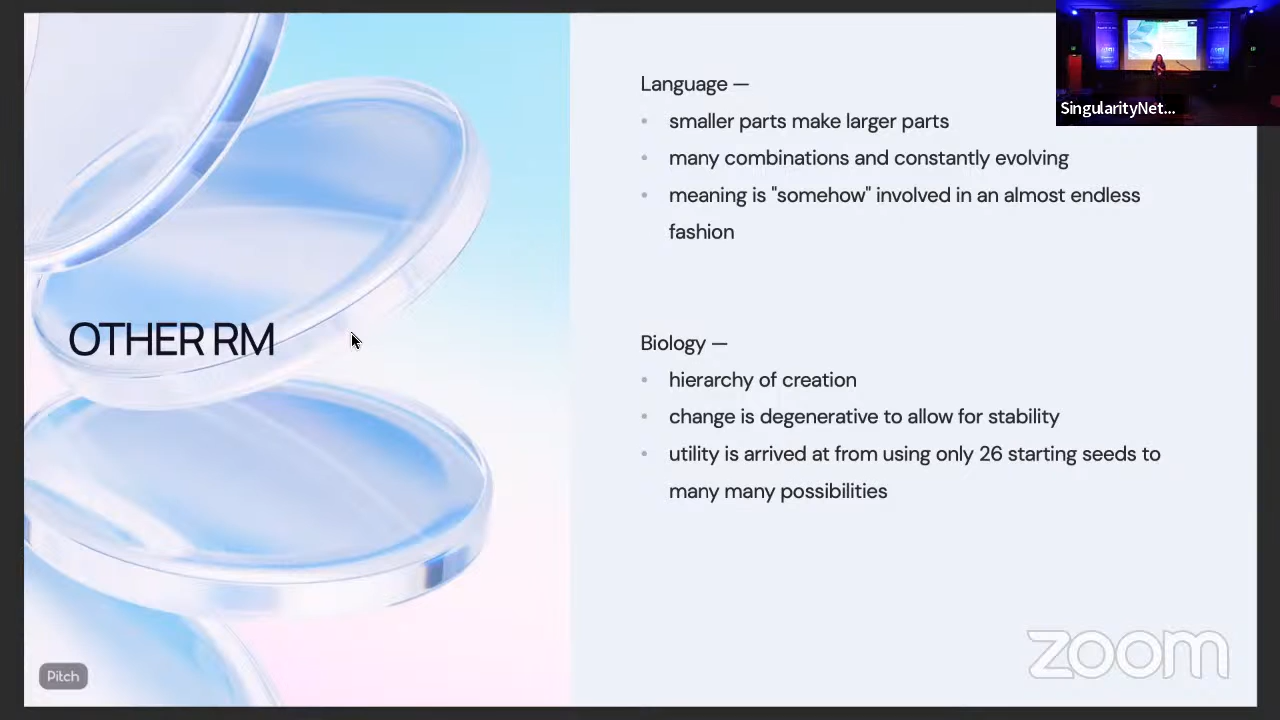 Language —
smaller parts make larger parts
many combinations and constantly evolving
meaning is "somehow" involved in an almost endless
fashion
OTHER RM
Biology —
hierarchy of creation
change is degenerative to allow for stability
utility is arrived at from using only 26 starting seeds to
many many possibilities
SingularityNet...
Pitch
zoom